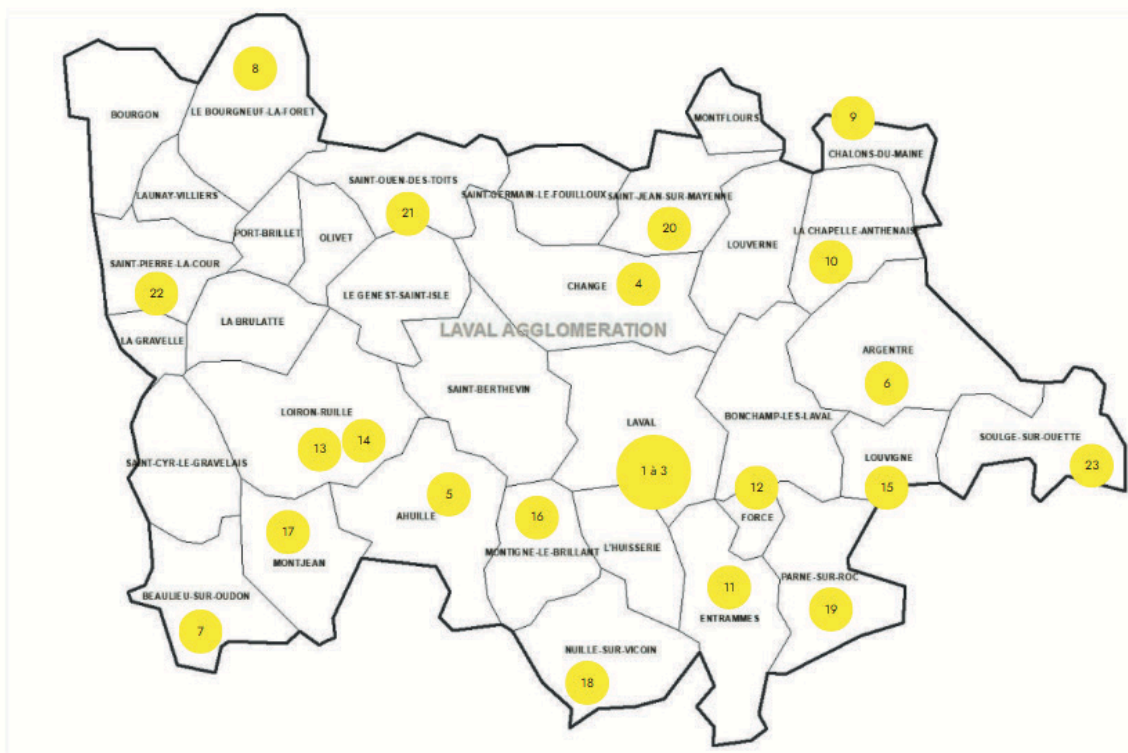 8
BOURGON
LE BOURGNEUF-LA-FORET
MONTFLOURS
9
CHALONS-DU-MAINE
LAUNAY-VILLIERS
SAINT-OUEN-DES-TOITS
SAINT-GERMAIN-LE-FOUILLOUX
SAINT-JEAN-SUR-MAYENNE
21
20
PORT-BRILLET
OLIVET
LOUVERNE
LA CHAPELLE-ANTHENAIS
10
SAINT-PIERRE-LA-COUR
22
LE GENEST-SAINT-ISLE
CHANGE
4
LA BRULATTE
LA GRAVELLE
LAVAL AGGLOMERATION
ARGENTRE
6
SAINT-BERTHEVIN
LOIRON-RUILLE
13
14
LAVAL
BONCHAMP-LES-LAVAL
SOULGE-SUR-OUETTE
23
SAINT-CYR-LE-GRAVELAIS
1 à 3
LOUVIGNE
15
5
AHUILLE
12
FORCE
16
MONTIGNE-LE-BRILLANT
L'HUISSERIE
17
MONTJEAN
BEAULIEU-SUR-OUDON
7
11
ENTRAMMES
PARNE-SUR-ROC
19
NUILLE-SUR-VICOIN
18